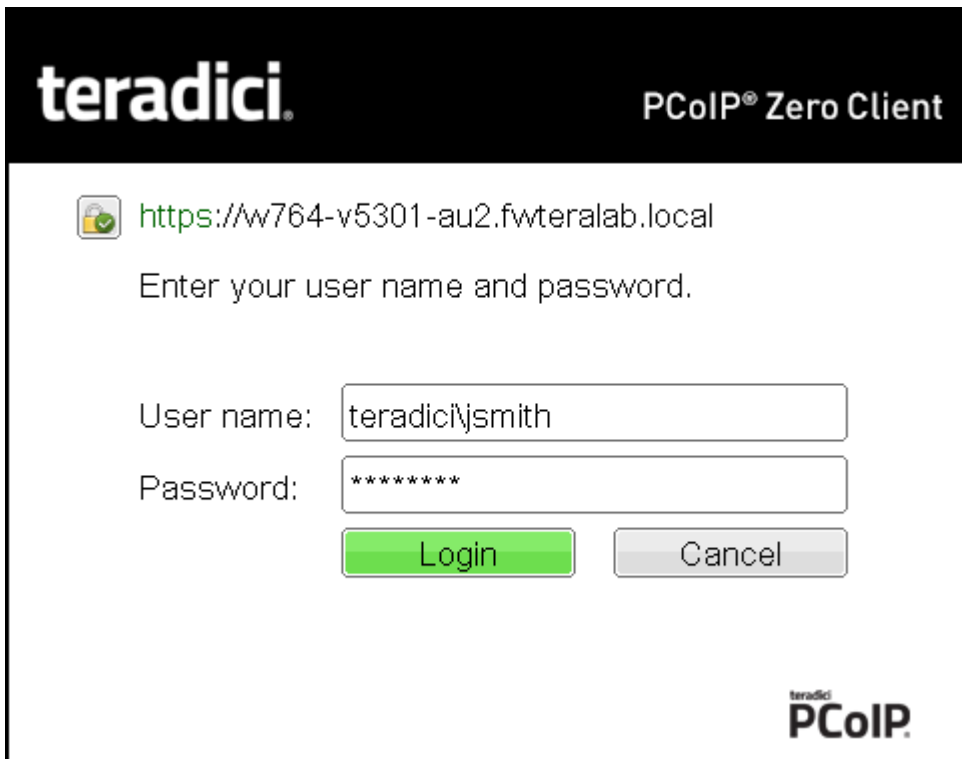 teradici.
PCoIP® Zero Client
https://w764-v5301-au2.fwteralab.local
Enter your user name and password.
User name: teradici\jsmith
Password: ********
Login Cancel
teradici
PCoIP.